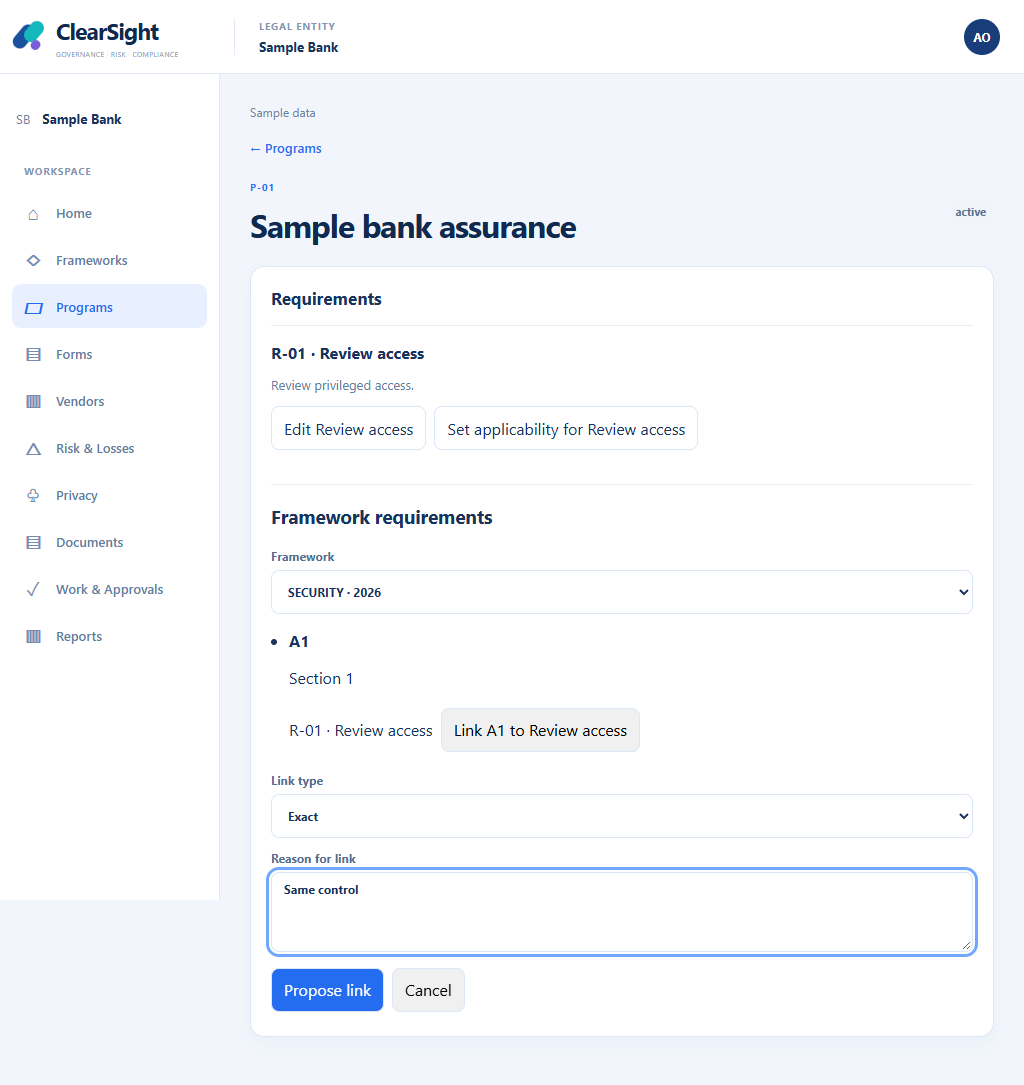 ClearSight
GOVERNANCE · RISK · COMPLIANCE
LEGAL ENTITY
Sample Bank
AO
SB Sample Bank
WORKSPACE
Home
Frameworks
Programs
Forms
Vendors
Risk & Losses
Privacy
Documents
Work & Approvals
Reports
Sample data
← Programs
P-01
Sample bank assurance
active
Requirements
R-01 · Review access
Review privileged access.
Edit Review access
Set applicability for Review access
Framework requirements
Framework
SECURITY · 2026
• A1
Section 1
R-01 · Review access
Link A1 to Review access
Link type
Exact
Reason for link
Same control
Propose link
Cancel